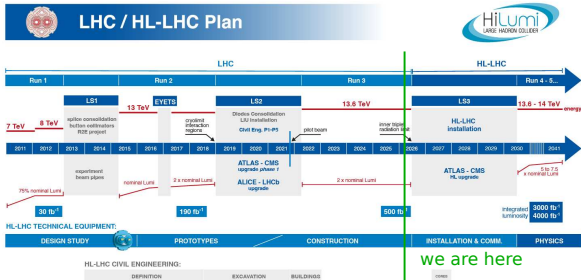 LHC / HL-LHC Plan
HiLumi
LARGE HADRON COLLIDER
LHC
HL-LHC
Run 1
Run 2
Run 3
Run 4 - 5...
LS1
EYETS
LS2
LS3
13 TeV
13.6 TeV
13.6 - 14 TeV
energy
7 TeV
8 TeV
splice consolidation
button collimators
R2E project
cryolimit
interaction
regions
Diodes Consolidation
LIU Installation
Civil Eng. P1-P5
pilot beam
inner triplet
radiation limit
HL-LHC
installation
2011
2012
2013
2014
2015
2016
2017
2018
2019
2020
2021
2022
2023
2024
2025
2026
2027
2028
2029
2030
2041
75% nominal Lumi
experiment
beam pipes
nominal Lumi
2 x nominal Lumi
ATLAS - CMS
upgrade phase 1
ALICE - LHCb
upgrade
2 x nominal Lumi
ATLAS - CMS
HL upgrade
5 to 7.5
x nominal Lumi
30 fb⁻¹
190 fb⁻¹
500 fb⁻¹
integrated
luminosity
3000 fb⁻¹
4000 fb⁻¹
HL-LHC TECHNICAL EQUIPMENT:
DESIGN STUDY
PROTOTYPES
CONSTRUCTION
INSTALLATION & COMM.
PHYSICS
we are here
HL-LHC CIVIL ENGINEERING:
DEFINITION
EXCAVATION
BUILDINGS